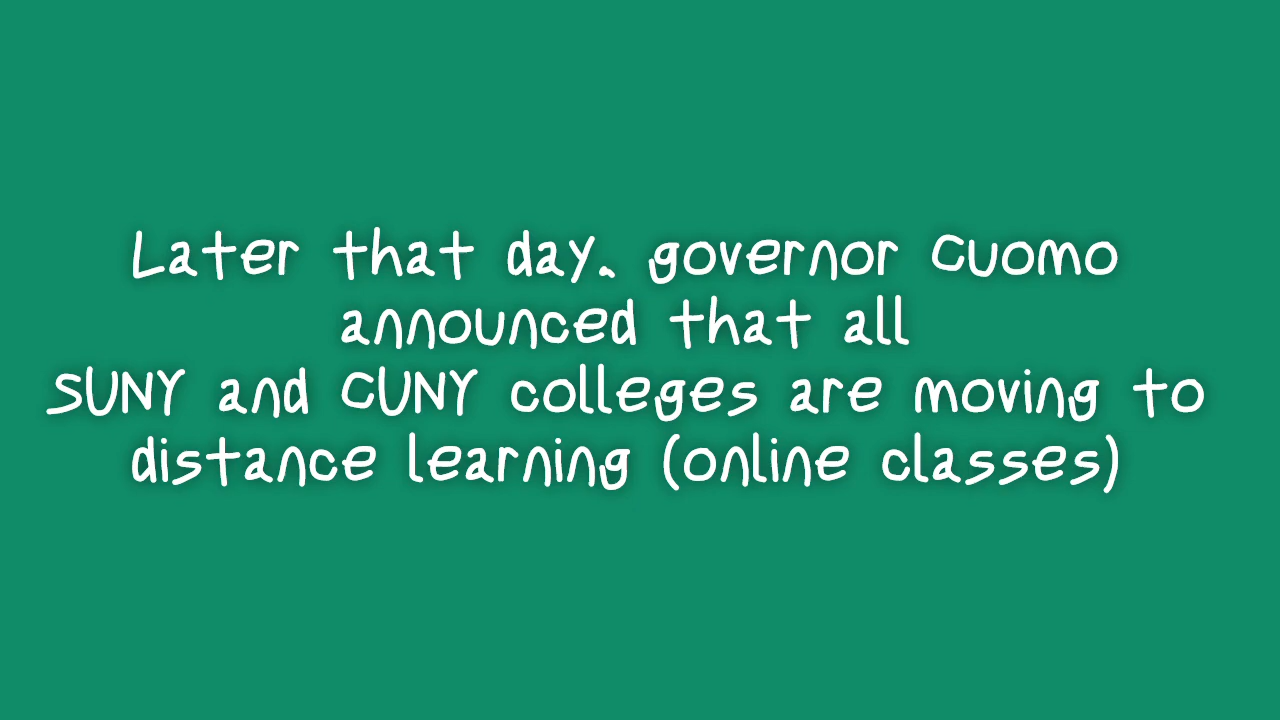 Later that day, governor Cuomo
announced that all
SUNY and CUNY colleges are moving to
distance learning (online classes)